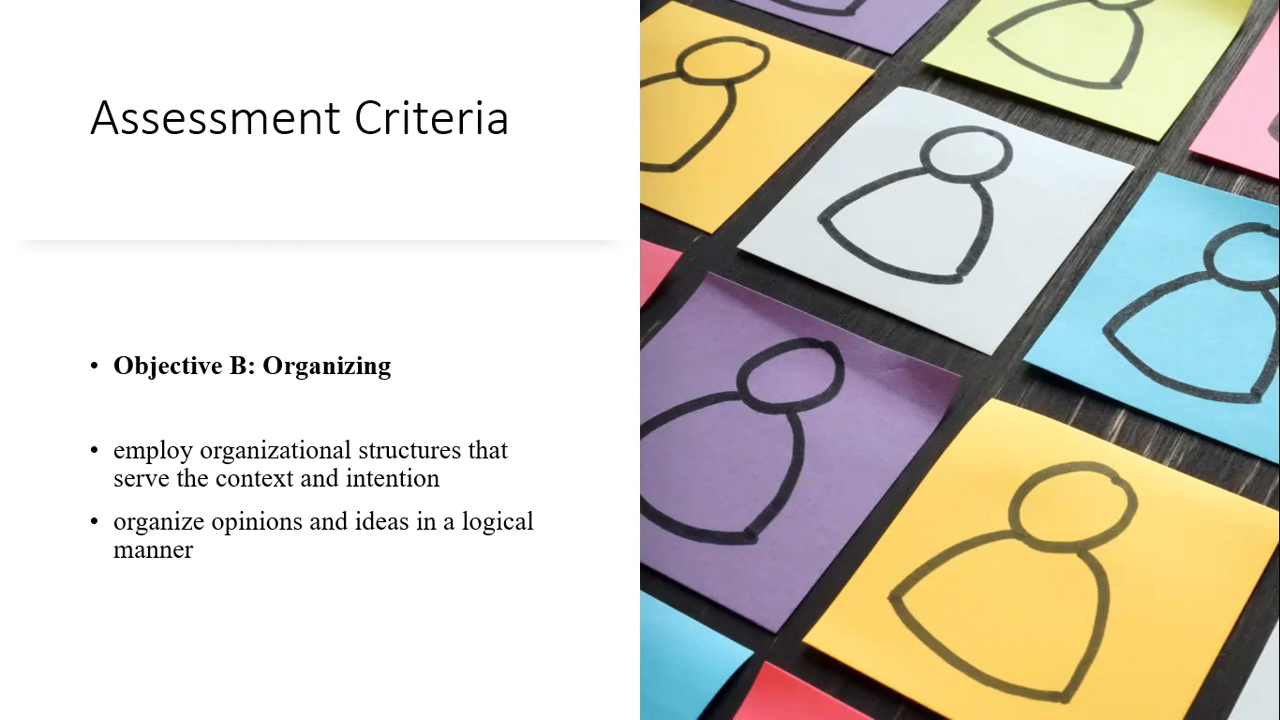 Assessment Criteria
• Objective B: Organizing
• employ organizational structures that
serve the context and intention
• organize opinions and ideas in a logical
manner